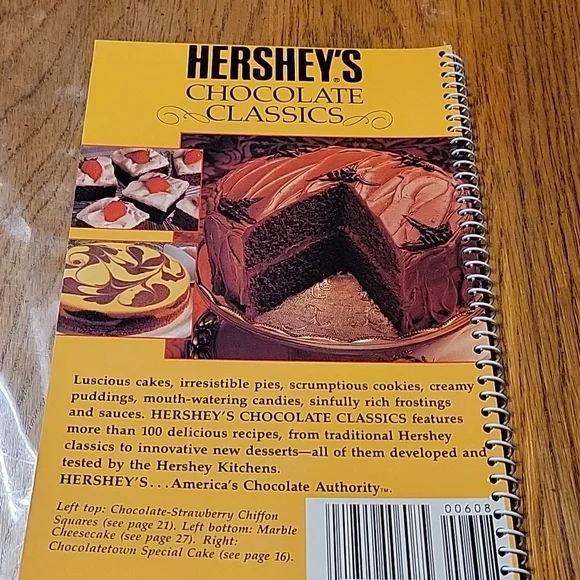 HERSHEY'S®
CHOCOLATE
CLASSICS
Luscious cakes, irresistible pies, scrumptious cookies, creamy
puddings, mouth-watering candies, sinfully rich frostings
and sauces. HERSHEY'S CHOCOLATE CLASSICS features
more than 100 delicious recipes, from traditional Hershey
classics to innovative new desserts—all of them developed and
tested by the Hershey Kitchens.
HERSHEY'S...America's Chocolate Authority™.
Left top: Chocolate-Strawberry Chiffon
Squares (see page 21). Left bottom: Marble
Cheesecake (see page 27). Right:
Chocolatetown Special Cake (see page 16).
00608